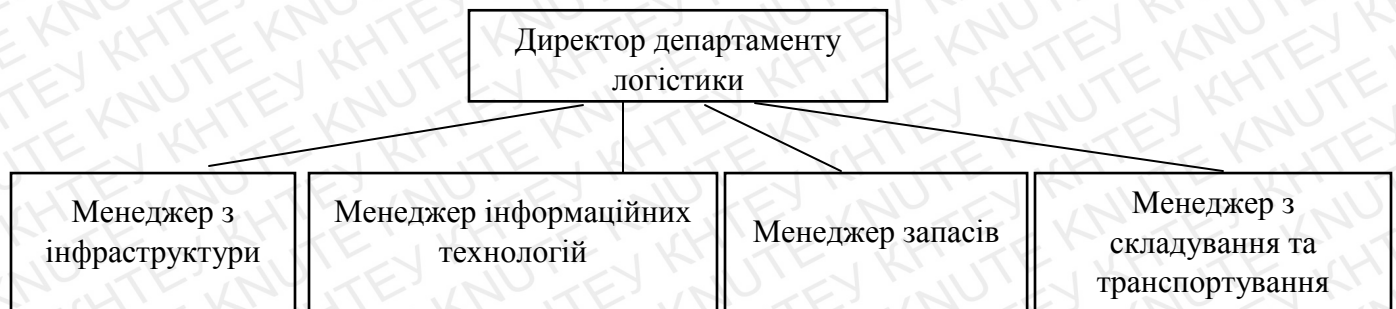 Директор департаменту
логістики
Менеджер з
інфраструктури
Менеджер інформаційних
технологій
Менеджер запасів
Менеджер з
складування та
транспортування